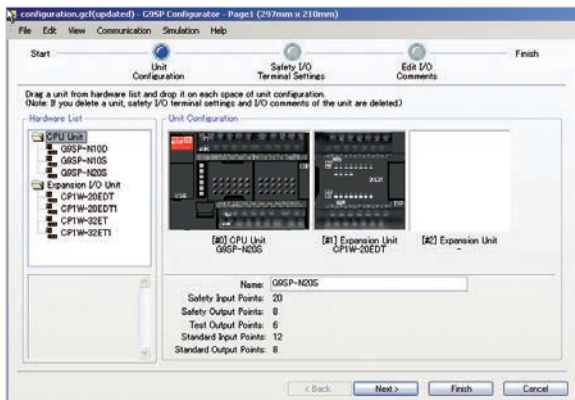 configuration.gcf(updated) - G9SP Configurator - Page1 (297mm x 210mm)
File Edit View Communication Simulation Help
Start
Unit Configuration
Safety I/O Terminal Settings
Edit I/O Comments
Finish
Drag a unit from hardware list and drop it on each space of unit configuration.
(Note: If you delete a unit, safety I/O terminal settings and I/O comments of the unit are deleted.)
Hardware List
CPU Unit
G9SP-N10D
G9SP-N10S
G9SP-N20S
Expansion I/O Unit
CP1W-20EDT
CP1W-20EDT1
CP1W-32ET
CP1W-32ET1
Unit Configuration
[#0] CPU Unit
G9SP-N20S
[#1] Expansion Unit
CP1W-20EDT
[#2] Expansion Unit
-
Name: G9SP-N20S
Safety Input Points: 20
Safety Output Points: 8
Test Output Points: 6
Standard Input Points: 12
Standard Output Points: 8
< Back Next > Finish Cancel